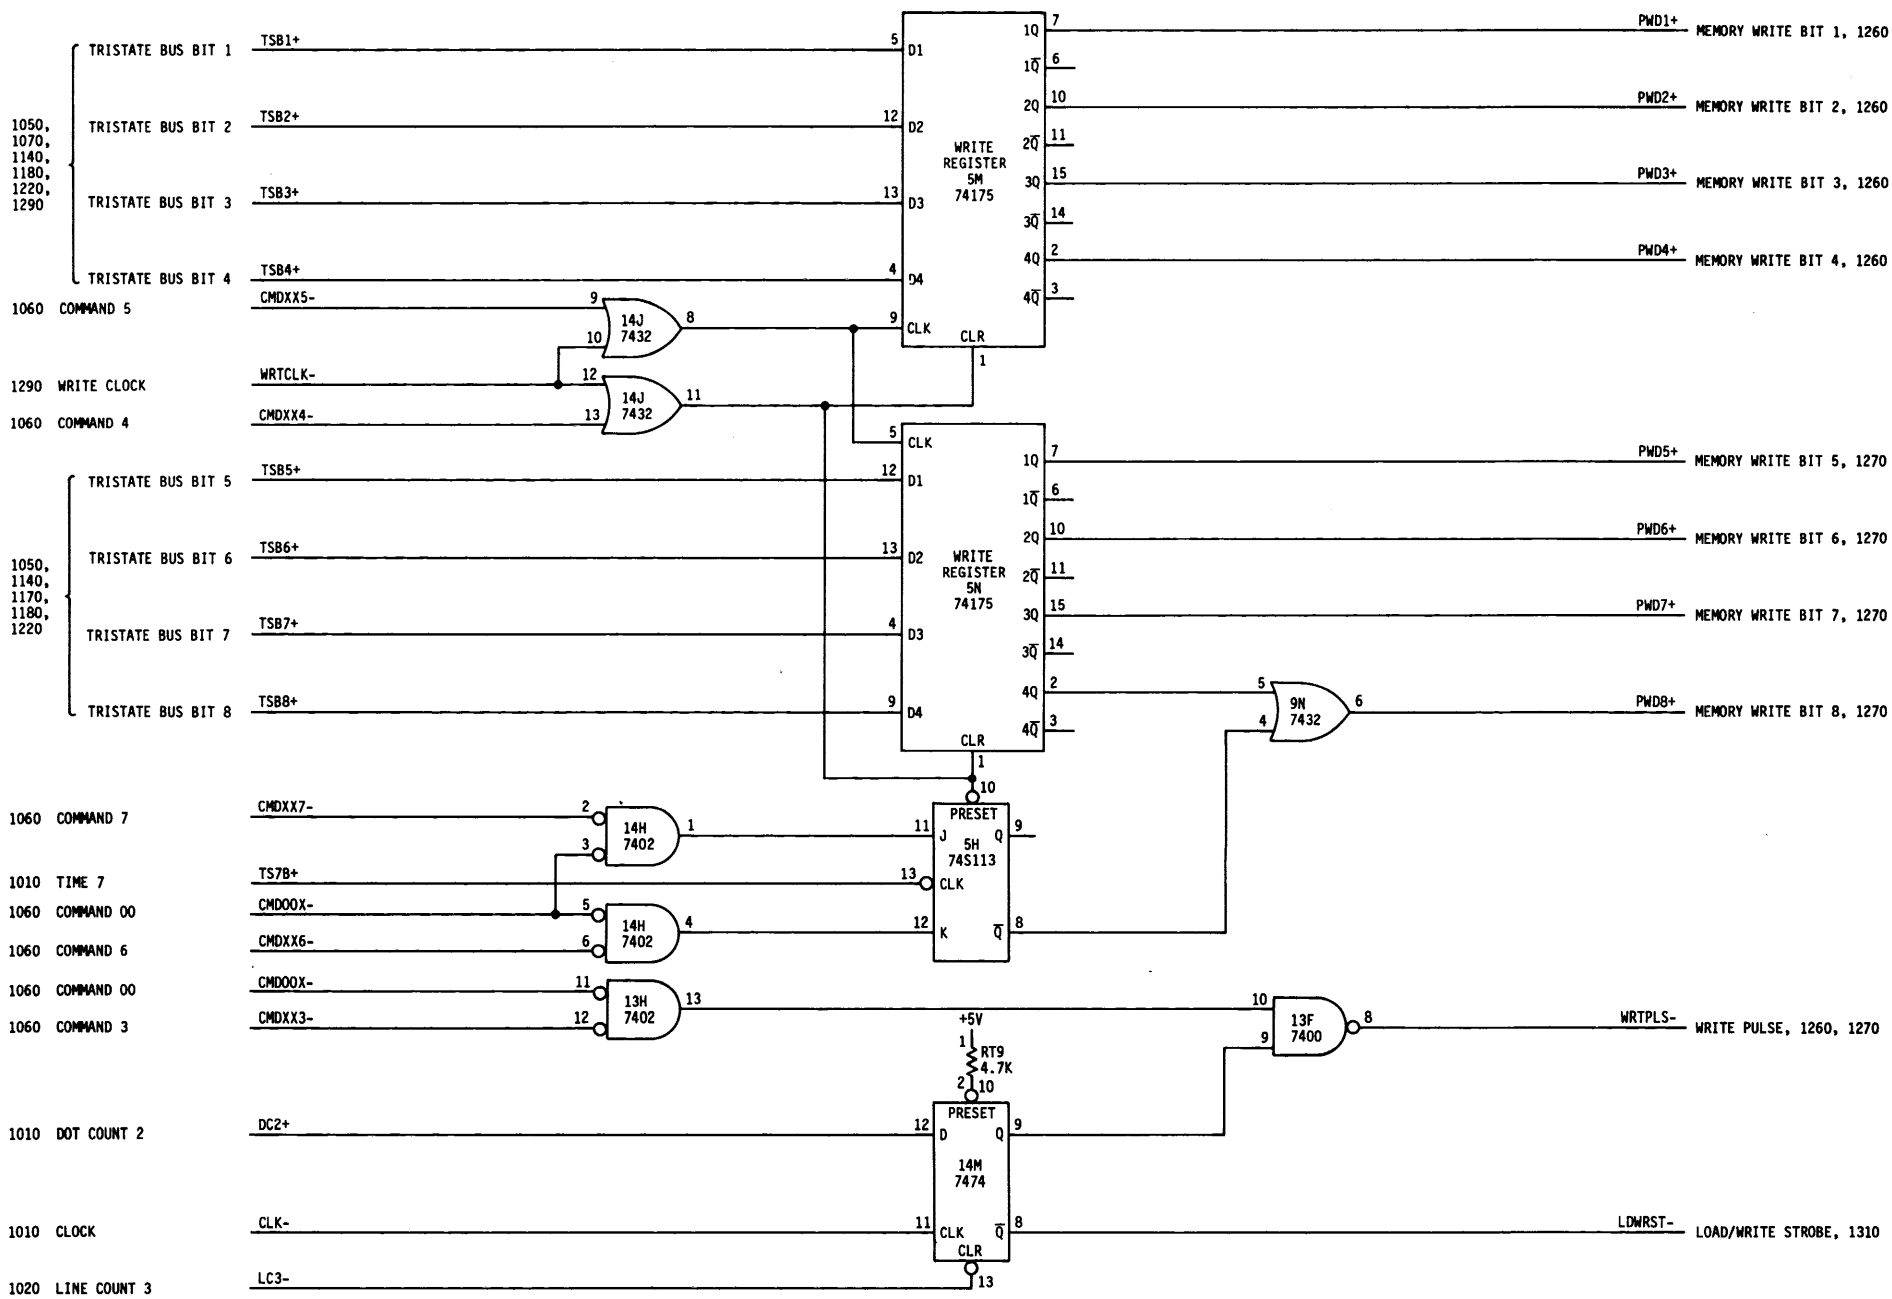 1050,
1070,
1140,
1180,
1220,
1290
TRISTATE BUS BIT 1 TSB1+ 5 D1
TRISTATE BUS BIT 2 TSB2+ 12 D2
TRISTATE BUS BIT 3 TSB3+ 13 D3
TRISTATE BUS BIT 4 TSB4+ 4 D4
WRITE
REGISTER
5M
74175
9 CLK
CLR
1
1Q 7 PWD1+ MEMORY WRITE BIT 1, 1260
1Q̅ 6
2Q 10 PWD2+ MEMORY WRITE BIT 2, 1260
2Q̅ 11
3Q 15 PWD3+ MEMORY WRITE BIT 3, 1260
3Q̅ 14
4Q 2 PWD4+ MEMORY WRITE BIT 4, 1260
4Q̅ 3
1060 COMMAND 5 CMDXX5- 9
10
14J
7432
8
1290 WRITE CLOCK WRTCLK- 12
1060 COMMAND 4 CMDXX4- 13
14J
7432
11
1050,
1140,
1170,
1180,
1220
5 CLK
TRISTATE BUS BIT 5 TSB5+ 12 D1
TRISTATE BUS BIT 6 TSB6+ 13 D2
TRISTATE BUS BIT 7 TSB7+ 4 D3
TRISTATE BUS BIT 8 TSB8+ 9 D4
WRITE
REGISTER
5N
74175
CLR
1
1Q 7 PWD5+ MEMORY WRITE BIT 5, 1270
1Q̅ 6
2Q 10 PWD6+ MEMORY WRITE BIT 6, 1270
2Q̅ 11
3Q 15 PWD7+ MEMORY WRITE BIT 7, 1270
3Q̅ 14
4Q 2
4Q̅ 3
5
4
9N
7432
6 PWD8+ MEMORY WRITE BIT 8, 1270
1060 COMMAND 7 CMDXX7- 2
3
14H
7402
1
1010 TIME 7 TS7B+ 13 CLK
1060 COMMAND 00 CMD00X- 5
1060 COMMAND 6 CMDXX6- 6
14H
7402
4
10
PRESET
11 J Q 9
5H
74S113
12 K Q̅ 8
1060 COMMAND 00 CMD00X- 11
1060 COMMAND 3 CMDXX3- 12
13H
7402
13
10
9
13F
7400
8 WRTPLS- WRITE PULSE, 1260, 1270
+5V
1
RT9
4.7K
2 10
PRESET
1010 DOT COUNT 2 DC2+ 12 D Q 9
14M
7474
1010 CLOCK CLK- 11 CLK Q̅ 8 LDWRST- LOAD/WRITE STROBE, 1310
CLR
1020 LINE COUNT 3 LC3- 13